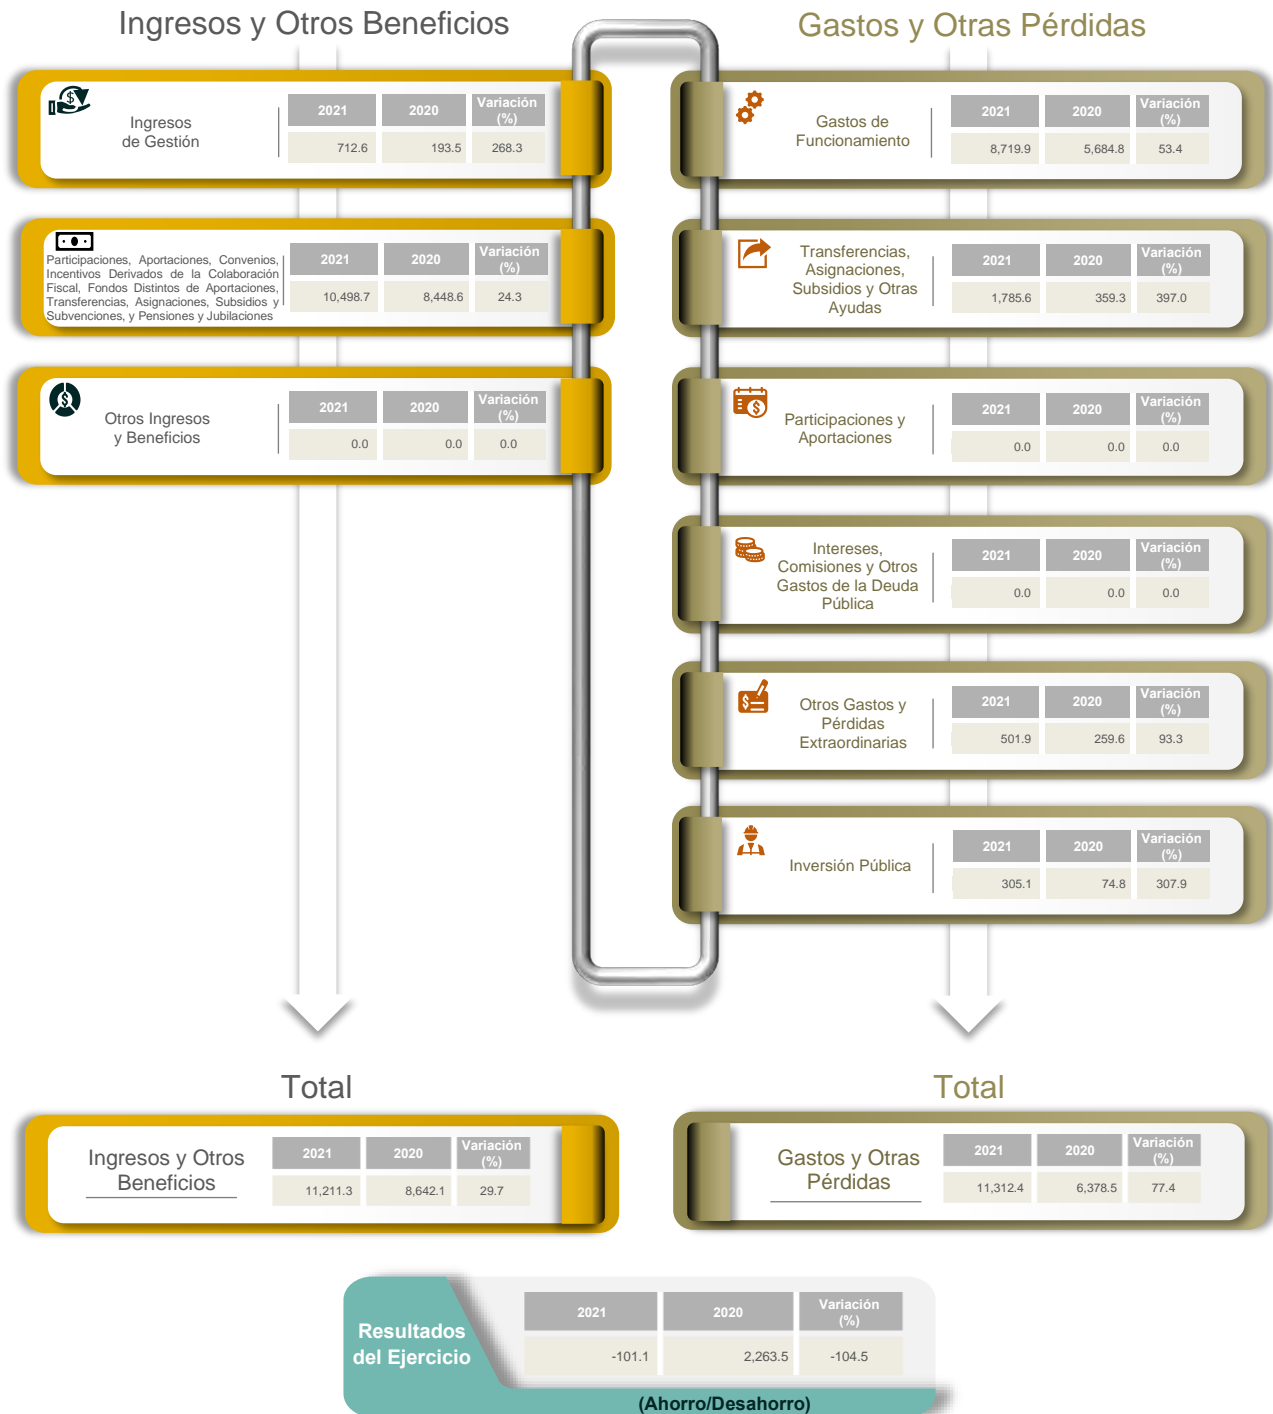 Ingresos y Otros Beneficios
Ingresos
de Gestión
2021 2020 Variación
(%)
712.6 193.5 268.3
Participaciones, Aportaciones, Convenios,
Incentivos Derivados de la Colaboración
Fiscal, Fondos Distintos de Aportaciones,
Transferencias, Asignaciones, Subsidios y
Subvenciones, y Pensiones y Jubilaciones
2021 2020 Variación
(%)
10,498.7 8,448.6 24.3
Otros Ingresos
y Beneficios
2021 2020 Variación
(%)
0.0 0.0 0.0
Gastos y Otras Pérdidas
Gastos de
Funcionamiento
2021 2020 Variación
(%)
8,719.9 5,684.8 53.4
Transferencias,
Asignaciones,
Subsidios y Otras
Ayudas
2021 2020 Variación
(%)
1,785.6 359.3 397.0
Participaciones y
Aportaciones
2021 2020 Variación
(%)
0.0 0.0 0.0
Intereses,
Comisiones y Otros
Gastos de la Deuda
Pública
2021 2020 Variación
(%)
0.0 0.0 0.0
Otros Gastos y
Pérdidas
Extraordinarias
2021 2020 Variación
(%)
501.9 259.6 93.3
Inversión Pública
2021 2020 Variación
(%)
305.1 74.8 307.9
Total
Ingresos y Otros
Beneficios
2021 2020 Variación
(%)
11,211.3 8,642.1 29.7
Total
Gastos y Otras
Pérdidas
2021 2020 Variación
(%)
11,312.4 6,378.5 77.4
Resultados
del Ejercicio
2021 2020 Variación
(%)
-101.1 2,263.5 -104.5
(Ahorro/Desahorro)